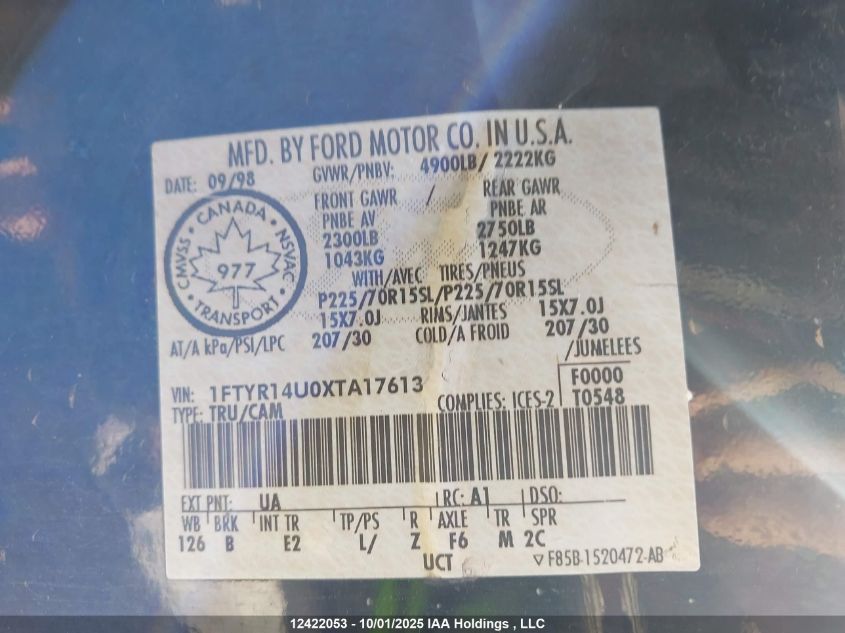 MFD. BY FORD MOTOR CO. IN U.S.A.
DATE: 09/98 GVWR/PNBV: 4900LB/ 2222KG
FRONT GAWR / REAR GAWR
PNBE AV PNBE AR
2300LB 2750LB
1043KG 1247KG
WITH/AVEC TIRES/PNEUS
P225/70R15SL/P225/70R15SL
15X7.0J RIMS/JANTES 15X7.0J
AT/A kPa/PSI/LPC 207/30 COLD/A FROID 207/30
/JUMELEES
CANADA
CMVSS NSVAC
977
TRANSPORT
VIN: 1FTYR14U0XTA17613 F0000
TYPE: TRU/CAM COMPLIES: ICES-2 T0548
EXT PNT: UA RC: A1 DSO:
WB BRK INT TR TP/PS R AXLE TR SPR
126 B E2 L/ Z F6 M 2C
UCT F85B-1520472-AB
12422053 - 10/01/2025 IAA Holdings , LLC